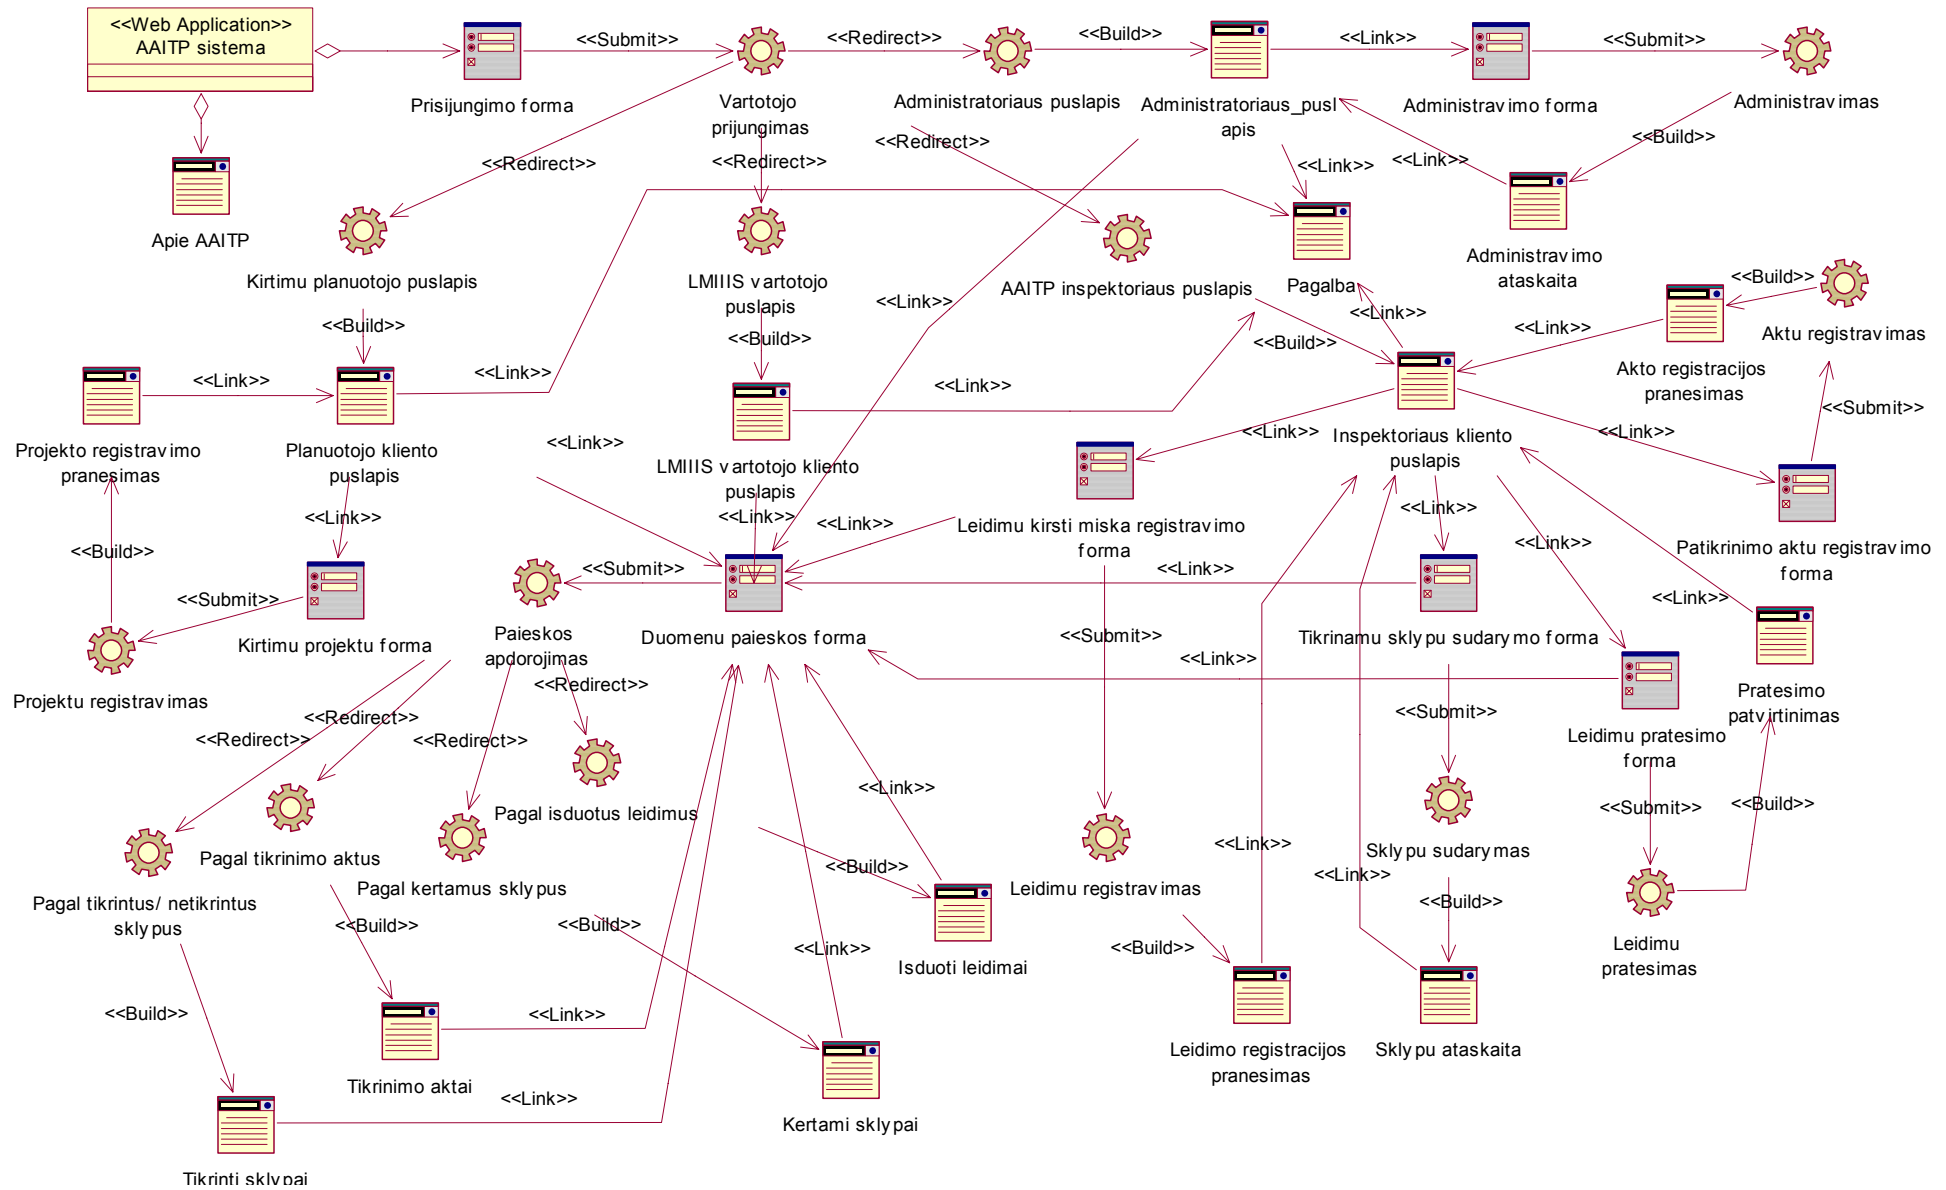 <<Web Application>>
AAITP sistema
<<Submit>>
<<Redirect>>
<<Build>>
<<Link>>
<<Submit>>
Prisijungimo forma
Vartotojo
prijungimas
Administratoriaus puslapis
Administratoriaus_pusl
apis
Administravimo forma
Administravimas
<<Redirect>>
<<Redirect>>
<<Redirect>>
<<Link>>
<<Link>>
<<Build>>
Apie AAITP
Kirtimu planuotojo puslapis
LMIIIS vartotojo
puslapis
AAITP inspektoriaus puslapis
Pagalba
Administravimo
ataskaita
<<Build>>
Aktu registravimas
<<Link>>
<<Link>>
<<Link>>
<<Build>>
<<Build>>
<<Build>>
Akto registracijos
pranesimas
<<Link>>
<<Link>>
<<Link>>
<<Submit>>
Projekto registravimo
pranesimas
Planuotojo kliento
puslapis
<<Link>>
LMIIIS vartotojo kliento
puslapis
<<Link>>
Inspektoriaus kliento
puslapis
<<Link>>
<<Link>>
<<Link>>
<<Link>>
<<Link>>
Leidimu kirsti miska registravimo
forma
<<Link>>
Patikrinimo aktu registravimo
forma
<<Build>>
<<Submit>>
<<Link>>
<<Submit>>
<<Link>>
Kirtimu projektu forma
Paieskos
apdorojimas
Duomenu paieskos forma
<<Submit>>
<<Link>>
Tikrinamu sklypu sudarymo forma
Projektu registravimas
<<Redirect>>
<<Redirect>>
<<Redirect>>
<<Redirect>>
<<Submit>>
Pratesimo
patvirtinimas
Leidimu pratesimo
forma
<<Link>>
Pagal isduotus leidimus
<<Submit>>
<<Build>>
Pagal tikrinimo aktus
Pagal kertamus sklypus
<<Build>>
Leidimu registravimas
<<Link>>
Sklypu sudarymas
<<Link>>
Pagal tikrintus/ netikrintus
sklypus
<<Build>>
<<Build>>
<<Link>>
Isduoti leidimai
<<Build>>
<<Build>>
Leidimu
pratesimas
<<Build>>
<<Link>>
Tikrinimo aktai
Leidimo registracijos
pranesimas
Sklypu ataskaita
<<Link>>
Kertami sklypai
Tikrinti sklypai